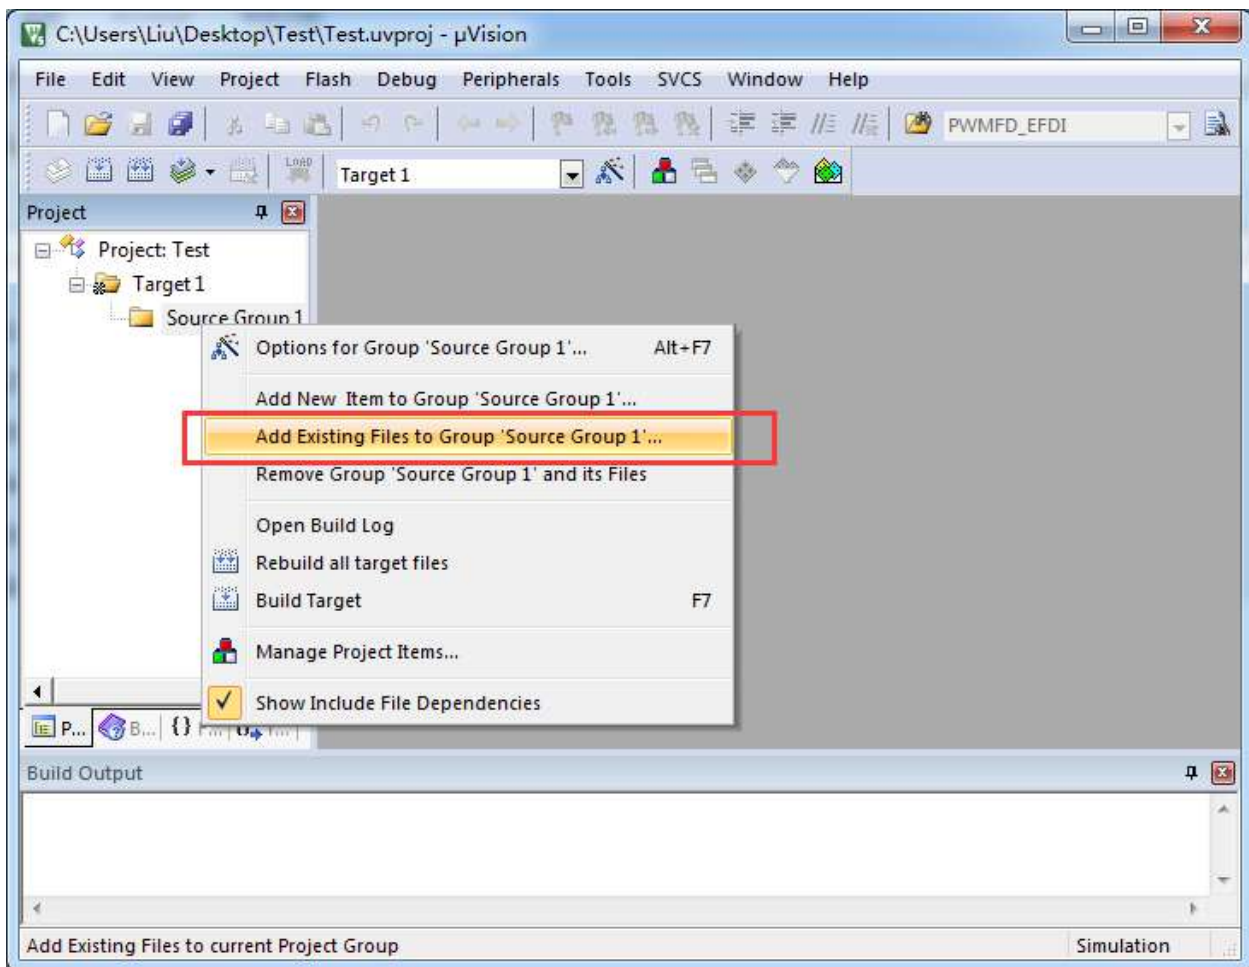 C:\Users\Liu\Desktop\Test\Test.uvproj - µVision
File Edit View Project Flash Debug Peripherals Tools SVCS Window Help
PWMFD_EFDI
LOAD Target 1
Project
Project: Test
Target 1
Source Group 1
Options for Group 'Source Group 1'... Alt+F7
Add New Item to Group 'Source Group 1'...
Add Existing Files to Group 'Source Group 1'...
Remove Group 'Source Group 1' and its Files
Open Build Log
Rebuild all target files
Build Target F7
Manage Project Items...
Show Include File Dependencies
P... B... {}
Build Output
Add Existing Files to current Project Group Simulation